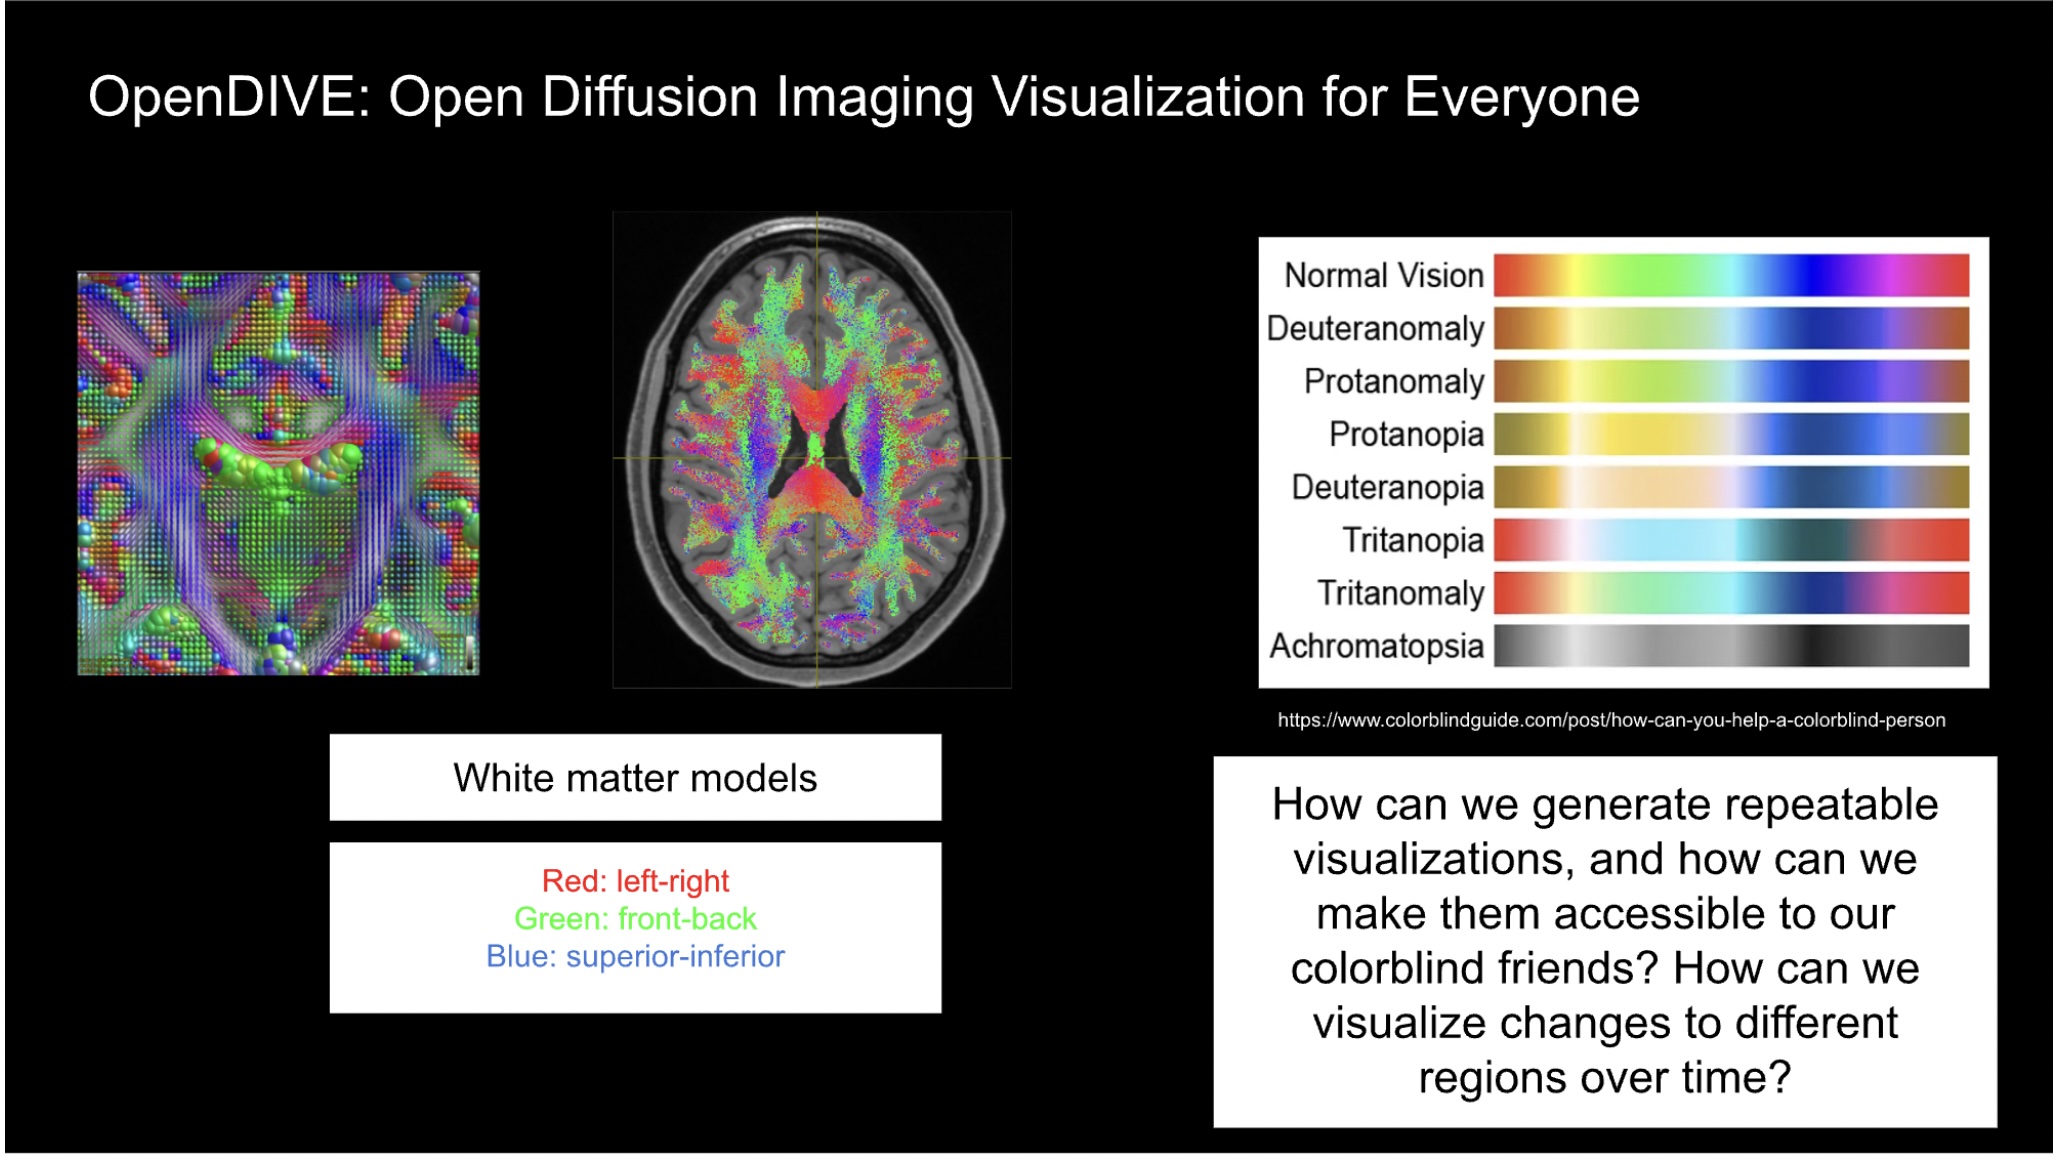 OpenDIVE: Open Diffusion Imaging Visualization for Everyone
White matter models
Red: left-right
Green: front-back
Blue: superior-inferior
Normal Vision
Deuteranomaly
Protanomaly
Protanopia
Deuteranopia
Tritanopia
Tritanomaly
Achromatopsia
https://www.colorblindguide.com/post/how-can-you-help-a-colorblind-person
How can we generate repeatable
visualizations, and how can we
make them accessible to our
colorblind friends? How can we
visualize changes to different
regions over time?